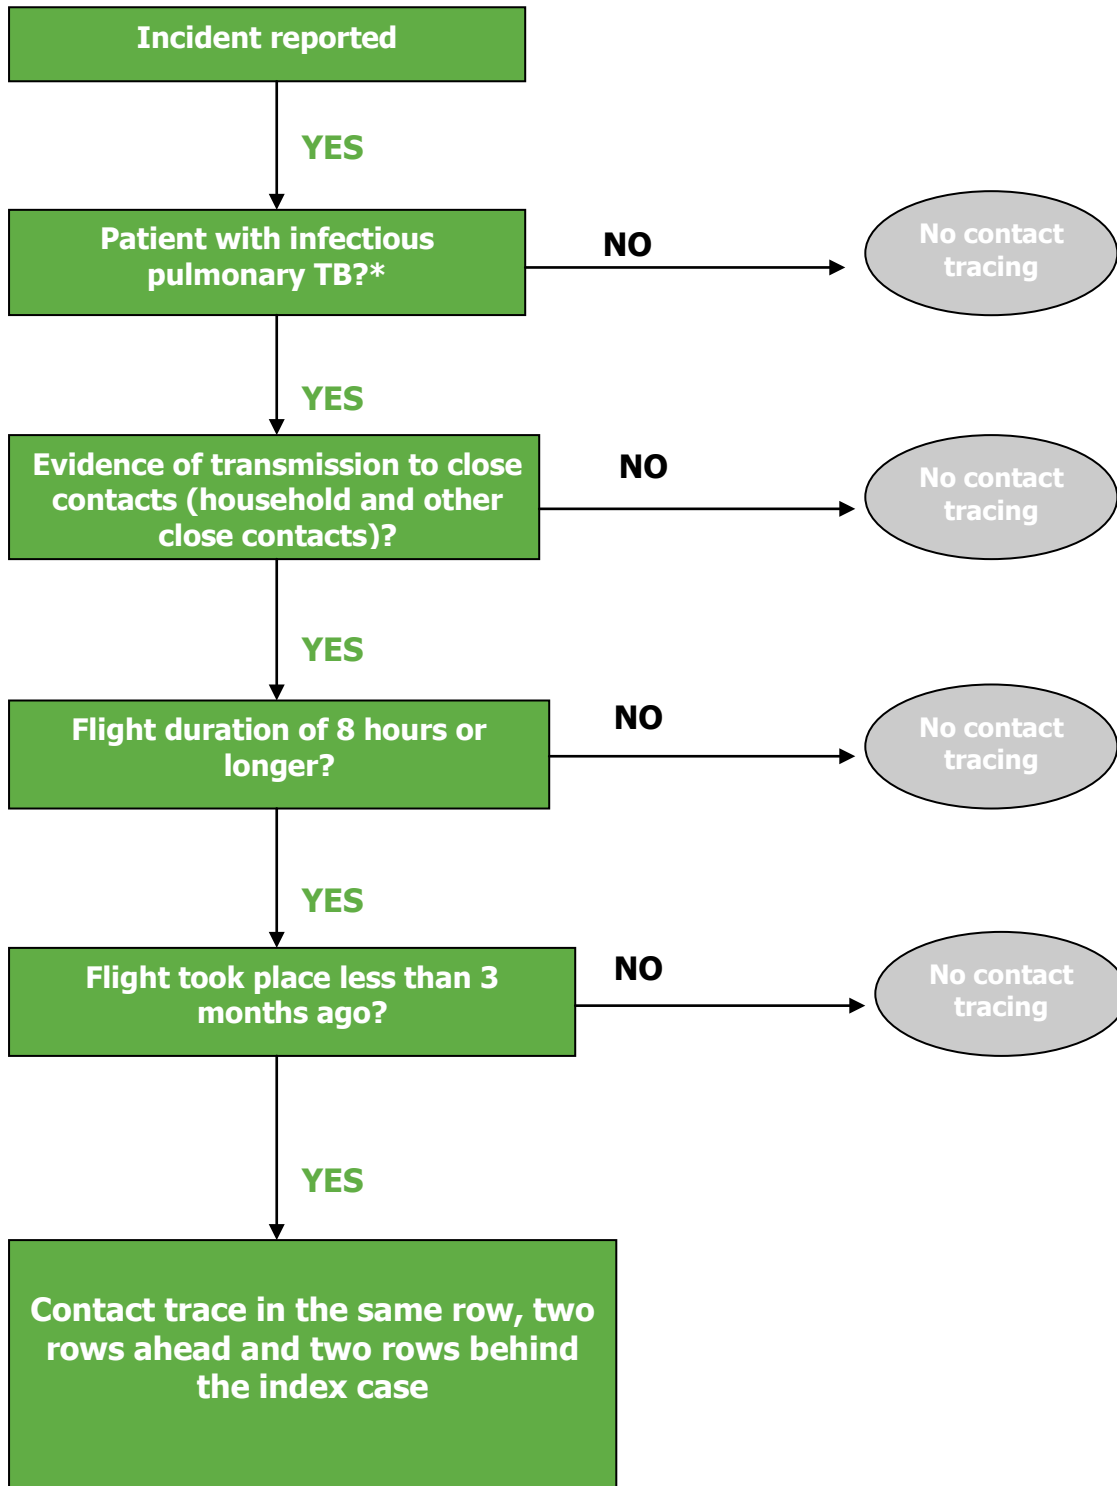 Incident reported
YES
Patient with infectious
pulmonary TB?*
NO
No contact
tracing
YES
Evidence of transmission to close
contacts (household and other
close contacts)?
NO
No contact
tracing
YES
Flight duration of 8 hours or
longer?
NO
No contact
tracing
YES
Flight took place less than 3
months ago?
NO
No contact
tracing
YES
Contact trace in the same row, two
rows ahead and two rows behind
the index case